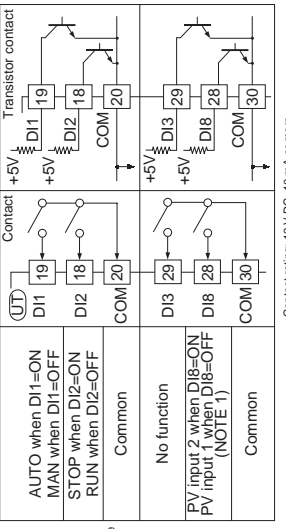 Contact
Transistor contact
UT
AUTO when DI1=ON
MAN when DI1=OFF
DI1
19
+5V
DI1
19
STOP when DI2=ON
RUN when DI2=OFF
DI2
18
+5V
DI2
18
Common
COM
20
COM
20
No function
DI3
29
+5V
DI3
29
PV input 2 when DI8=ON
PV input 1 when DI8=OFF
(NOTE 1)
DI8
28
+5V
DI8
28
Common
COM
30
COM
30